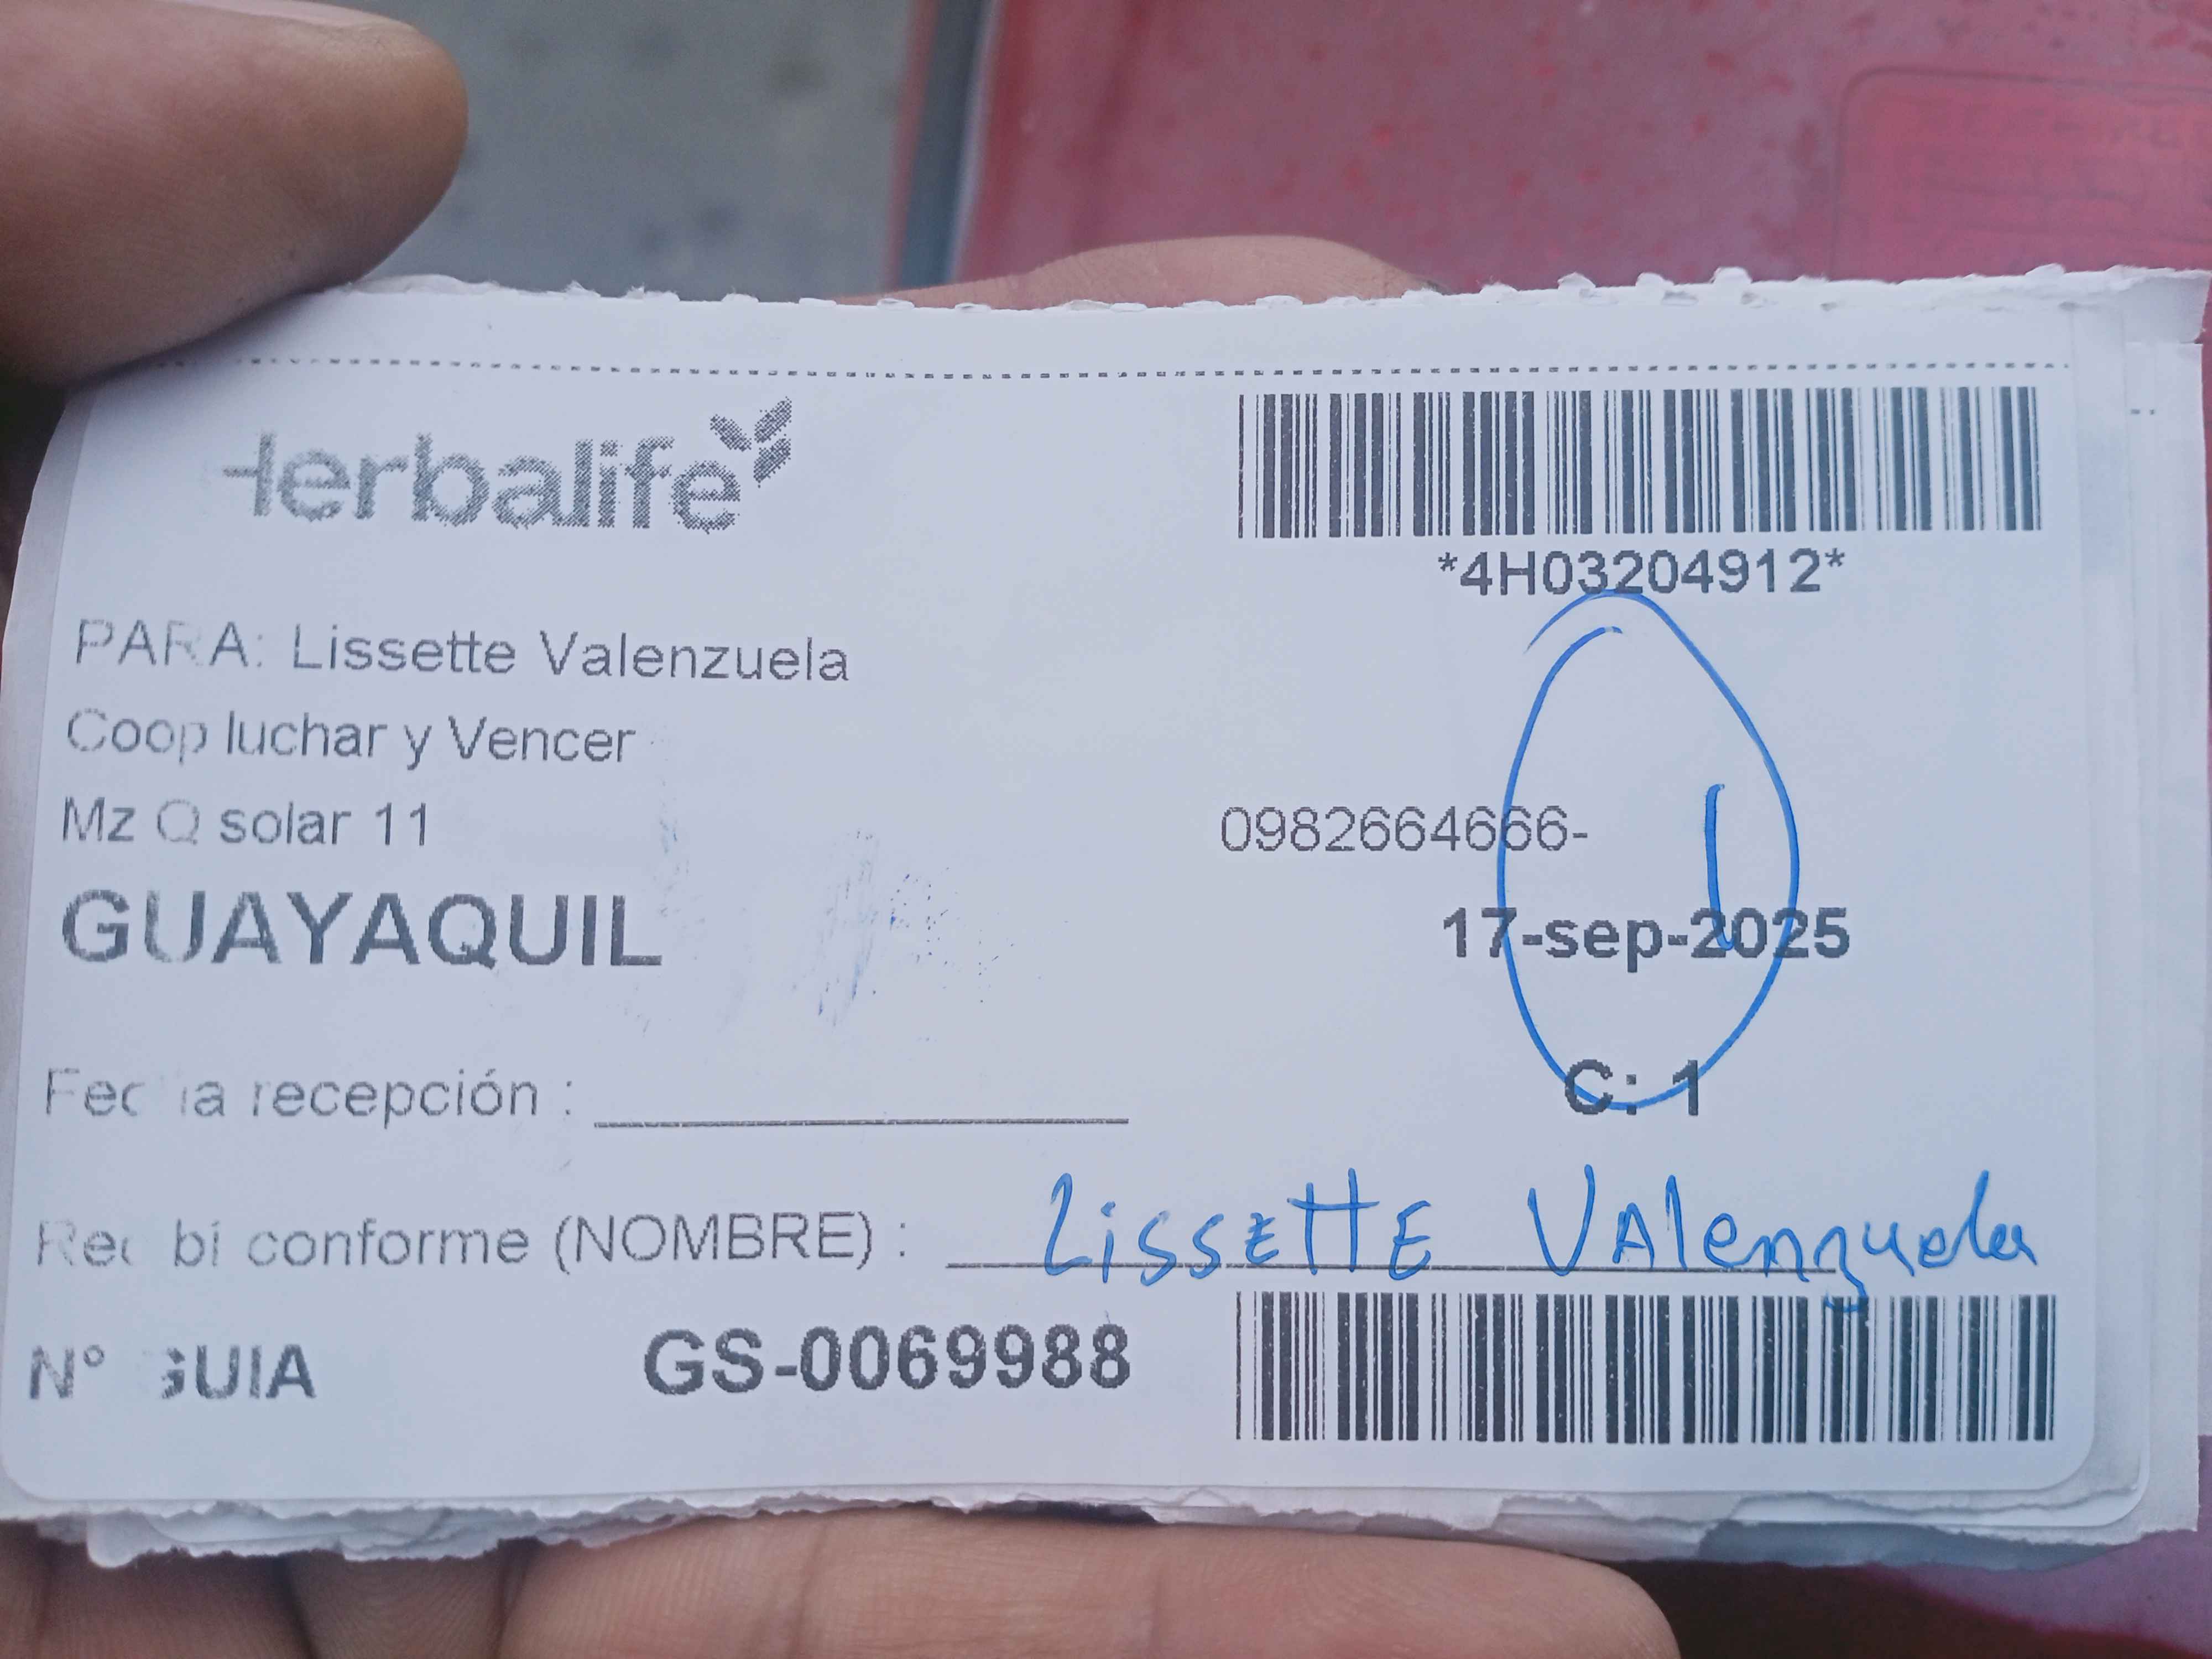 Herbalife
*4H03204912*
PARA: Lissette Valenzuela
Coop luchar y Vencer
Mz Q solar 11
0982664666-
GUAYAQUIL
1
17-sep-2025
C: 1
Fecha recepción :
Recibí conforme (NOMBRE) : LissETTE VAlenzuela
N° GUIA GS-0069988